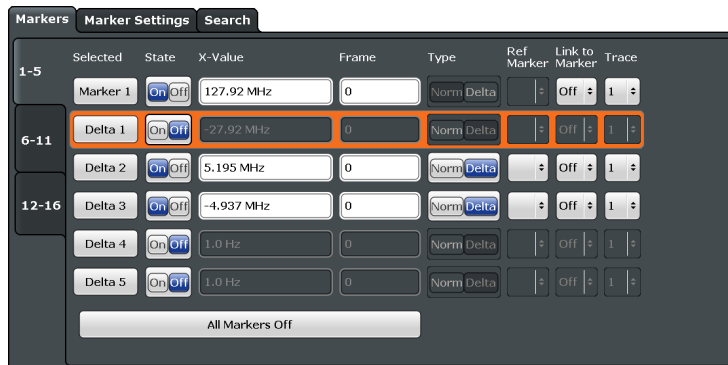 Markers Marker Settings Search
1-5
6-11
12-16
Selected State X-Value Frame Type Ref Marker Link to Marker Trace
Marker 1 On Off 127.92 MHz 0 Norm Delta Off 1
Delta 1 On Off -27.92 MHz 0 Norm Delta Off 1
Delta 2 On Off 5.195 MHz 0 Norm Delta Off 1
Delta 3 On Off -4.937 MHz 0 Norm Delta Off 1
Delta 4 On Off 1.0 Hz 0 Norm Delta Off 1
Delta 5 On Off 1.0 Hz 0 Norm Delta Off 1
All Markers Off